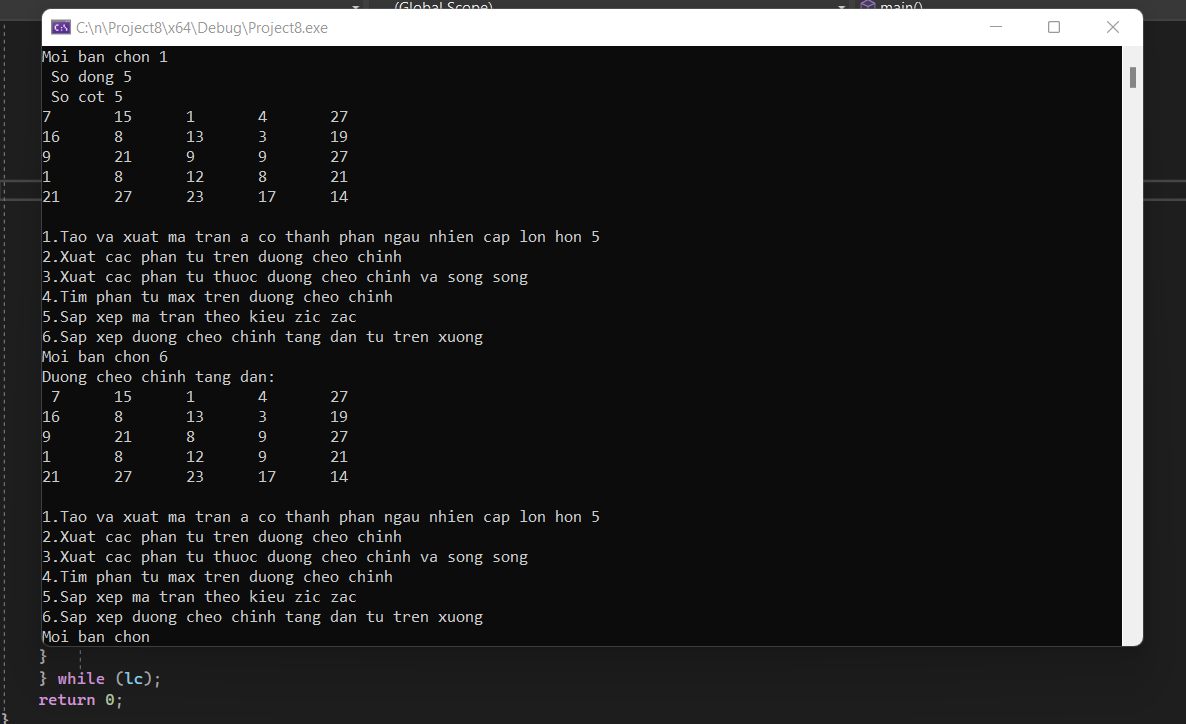 (Global Scope) main()
C:\n\Project8\x64\Debug\Project8.exe
Moi ban chon 1
So dong 5
So cot 5
7 15 1 4 27
16 8 13 3 19
9 21 9 9 27
1 8 12 8 21
21 27 23 17 14
1.Tao va xuat ma tran a co thanh phan ngau nhien cap lon hon 5
2.Xuat cac phan tu tren duong cheo chinh
3.Xuat cac phan tu thuoc duong cheo chinh va song song
4.Tim phan tu max tren duong cheo chinh
5.Sap xep ma tran theo kieu zic zac
6.Sap xep duong cheo chinh tang dan tu tren xuong
Moi ban chon 6
Duong cheo chinh tang dan:
7 15 1 4 27
16 8 13 3 19
9 21 8 9 27
1 8 12 9 21
21 27 23 17 14
1.Tao va xuat ma tran a co thanh phan ngau nhien cap lon hon 5
2.Xuat cac phan tu tren duong cheo chinh
3.Xuat cac phan tu thuoc duong cheo chinh va song song
4.Tim phan tu max tren duong cheo chinh
5.Sap xep ma tran theo kieu zic zac
6.Sap xep duong cheo chinh tang dan tu tren xuong
Moi ban chon
}
} while (lc);
return 0;
}